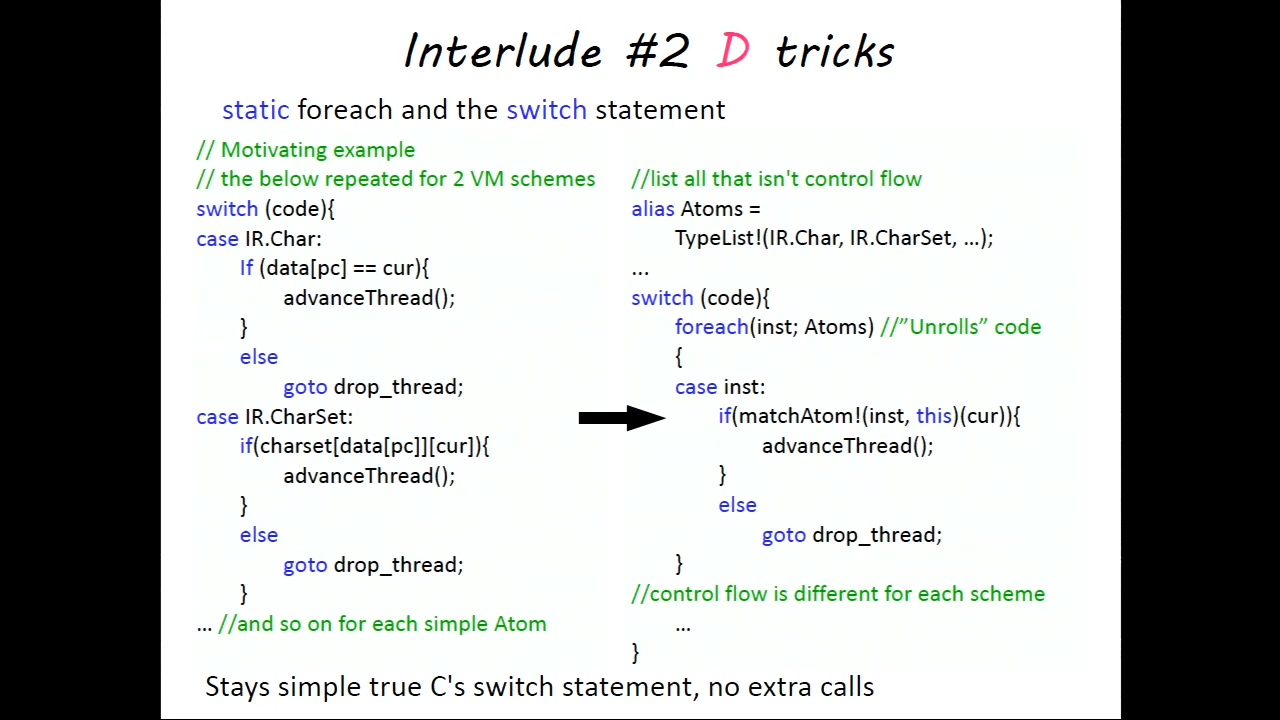 Interlude #2 D tricks
static foreach and the switch statement
// Motivating example
// the below repeated for 2 VM schemes
switch (code){
case IR.Char:
If (data[pc] == cur){
advanceThread();
}
else
goto drop_thread;
case IR.CharSet:
if(charset[data[pc]][cur]){
advanceThread();
}
else
goto drop_thread;
}
... //and so on for each simple Atom
//list all that isn't control flow
alias Atoms =
TypeList!(IR.Char, IR.CharSet, ...);
...
switch (code){
foreach(inst; Atoms) //”Unrolls” code
{
case inst:
if(matchAtom!(inst, this)(cur)){
advanceThread();
}
else
goto drop_thread;
}
//control flow is different for each scheme
...
}
Stays simple true C's switch statement, no extra calls